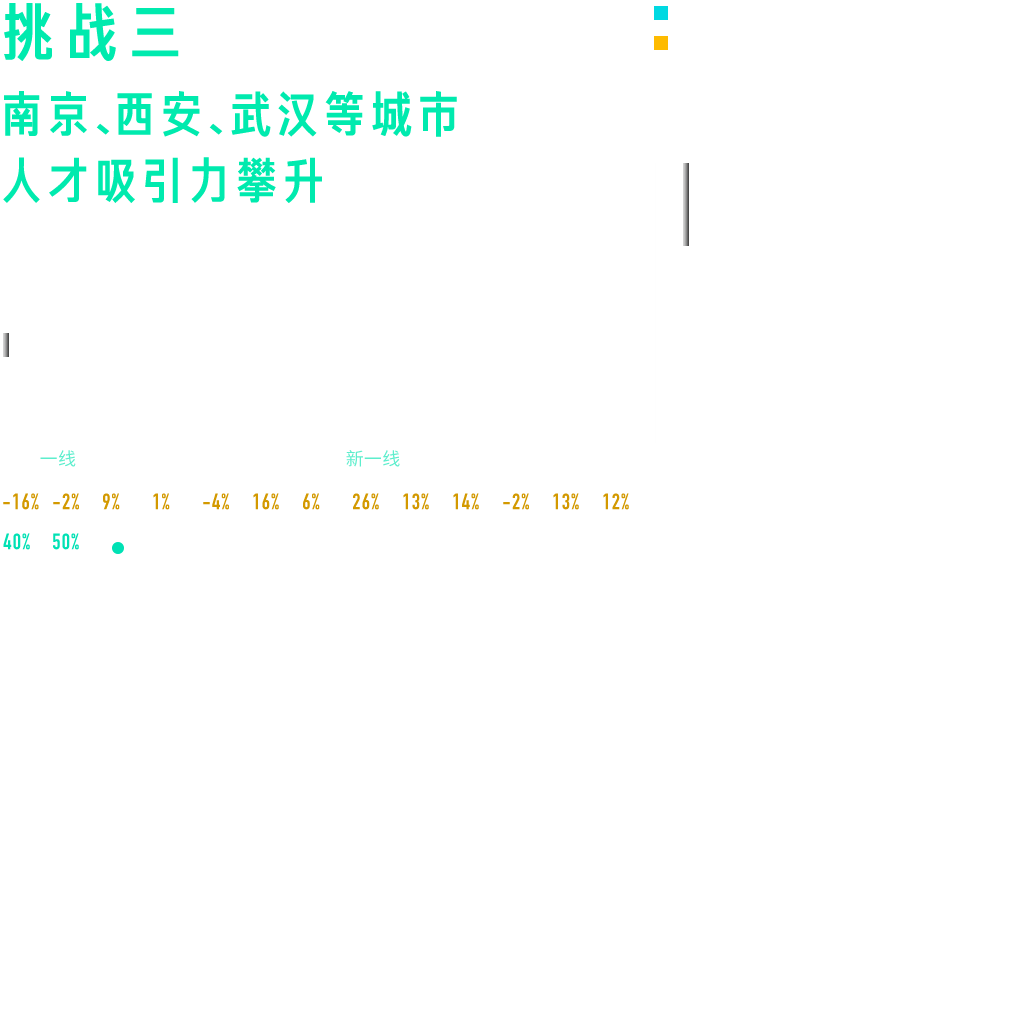 挑战三
南京、西安、武汉等城市
人才吸引力攀升
一线 新一线
-16% -2% 9% 1% -4% 16% 6% 26% 13% 14% -2% 13% 12%
40% 50%